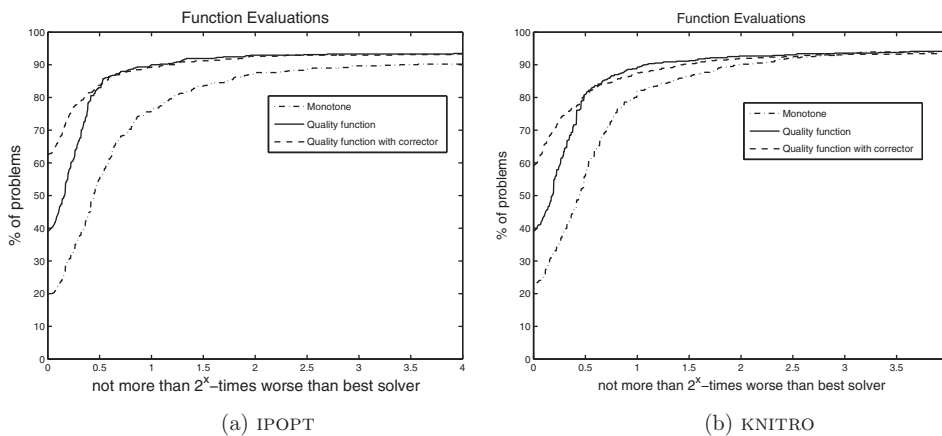 Function Evaluations
100
90
80
70
60
50
40
30
20
10
0
% of problems
Monotone
Quality function
Quality function with corrector
0 0.5 1 1.5 2 2.5 3 3.5 4
not more than 2^x−times worse than best solver
(a) IPOPT
Function Evaluations
100
90
80
70
60
50
40
30
20
10
0
% of problems
Monotone
Quality function
Quality function with corrector
0 0.5 1 1.5 2 2.5 3 3.5
not more than 2^x−times worse than best solver
(b) KNITRO